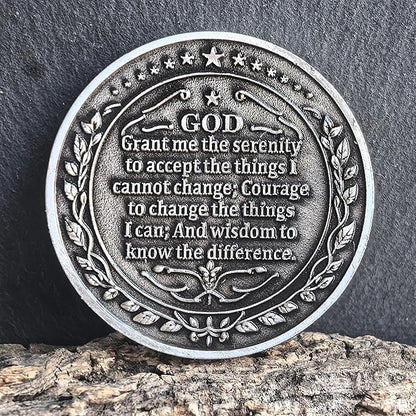 GOD
Grant me the serenity
to accept the things I
cannot change; Courage
to change the things
I can; And wisdom to
know the difference.